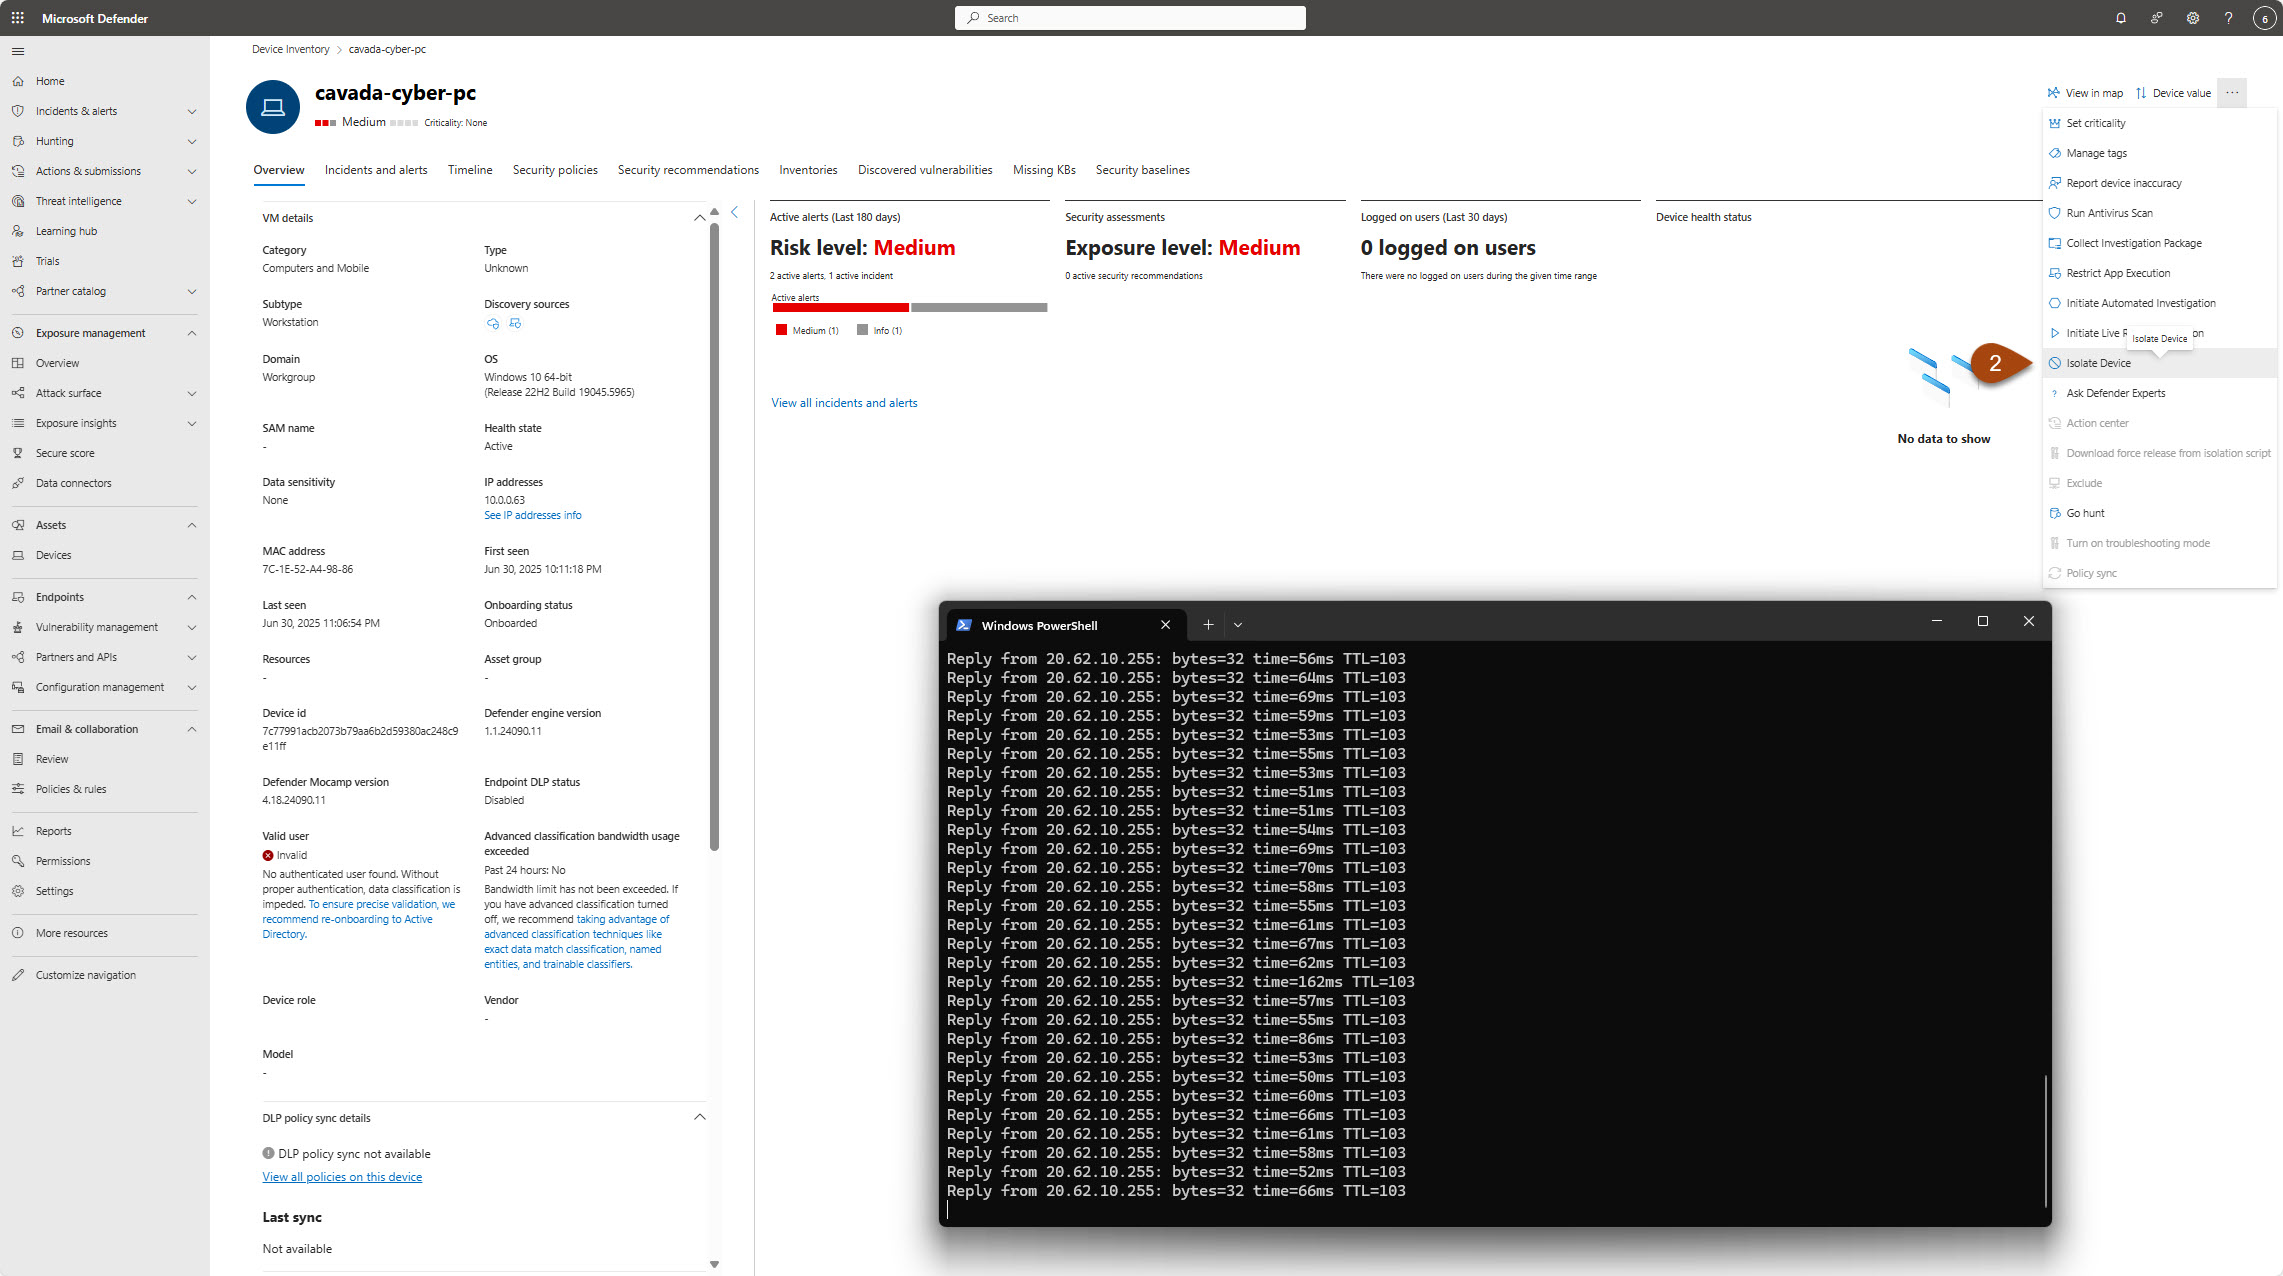 Microsoft Defender
Search
6
Home
Incidents & alerts
Hunting
Actions & submissions
Threat intelligence
Learning hub
Trials
Partner catalog
Exposure management
Overview
Attack surface
Exposure insights
Secure score
Data connectors
Assets
Devices
Endpoints
Vulnerability management
Partners and APIs
Configuration management
Email & collaboration
Review
Policies & rules
Reports
Permissions
Settings
More resources
Customize navigation
Device Inventory > cavada-cyber-pc
cavada-cyber-pc
Medium Criticality: None
View in map Device value ...
Overview Incidents and alerts Timeline Security policies Security recommendations Inventories Discovered vulnerabilities Missing KBs Security baselines
VM details
Category Type
Computers and Mobile Unknown
Subtype Discovery sources
Workstation
Domain OS
Workgroup Windows 10 64-bit
(Release 22H2 Build 19045.5965)
SAM name Health state
- Active
Data sensitivity IP addresses
None 10.0.0.63
See IP addresses info
MAC address First seen
7C-1E-52-A4-98-86 Jun 30, 2025 10:11:18 PM
Last seen Onboarding status
Jun 30, 2025 11:06:54 PM Onboarded
Resources Asset group
- -
Device id Defender engine version
7c77991acb2073b79aa6b2d59380ac248c9 1.1.24090.11
e11ff
Defender Mocamp version Endpoint DLP status
4.18.24090.11 Disabled
Valid user
Invalid
No authenticated user found. Without
proper authentication, data classification is
impeded. To ensure precise validation, we
recommend re-onboarding to Active
Directory.
Advanced classification bandwidth usage
exceeded
Past 24 hours: No
Bandwidth limit has not been exceeded. If
you have advanced classification turned
off, we recommend taking advantage of
advanced classification techniques like
exact data match classification, named
entities, and trainable classifiers.
Device role Vendor
-
Model
-
DLP policy sync details
DLP policy sync not available
View all policies on this device
Last sync
Not available
Active alerts (Last 180 days)
Risk level: Medium
2 active alerts, 1 active incident
Active alerts
Medium (1) Info (1)
View all incidents and alerts
Security assessments
Exposure level: Medium
0 active security recommendations
Logged on users (Last 30 days)
0 logged on users
There were no logged on users during the given time range
Device health status
No data to show
Set criticality
Manage tags
Report device inaccuracy
Run Antivirus Scan
Collect Investigation Package
Restrict App Execution
Initiate Automated Investigation
Initiate Live R on
Isolate Device
2
Isolate Device
Ask Defender Experts
Action center
Download force release from isolation script
Exclude
Go hunt
Turn on troubleshooting mode
Policy sync
Windows PowerShell
Reply from 20.62.10.255: bytes=32 time=56ms TTL=103
Reply from 20.62.10.255: bytes=32 time=64ms TTL=103
Reply from 20.62.10.255: bytes=32 time=69ms TTL=103
Reply from 20.62.10.255: bytes=32 time=59ms TTL=103
Reply from 20.62.10.255: bytes=32 time=53ms TTL=103
Reply from 20.62.10.255: bytes=32 time=55ms TTL=103
Reply from 20.62.10.255: bytes=32 time=53ms TTL=103
Reply from 20.62.10.255: bytes=32 time=51ms TTL=103
Reply from 20.62.10.255: bytes=32 time=51ms TTL=103
Reply from 20.62.10.255: bytes=32 time=54ms TTL=103
Reply from 20.62.10.255: bytes=32 time=69ms TTL=103
Reply from 20.62.10.255: bytes=32 time=70ms TTL=103
Reply from 20.62.10.255: bytes=32 time=58ms TTL=103
Reply from 20.62.10.255: bytes=32 time=55ms TTL=103
Reply from 20.62.10.255: bytes=32 time=61ms TTL=103
Reply from 20.62.10.255: bytes=32 time=67ms TTL=103
Reply from 20.62.10.255: bytes=32 time=62ms TTL=103
Reply from 20.62.10.255: bytes=32 time=162ms TTL=103
Reply from 20.62.10.255: bytes=32 time=57ms TTL=103
Reply from 20.62.10.255: bytes=32 time=55ms TTL=103
Reply from 20.62.10.255: bytes=32 time=86ms TTL=103
Reply from 20.62.10.255: bytes=32 time=53ms TTL=103
Reply from 20.62.10.255: bytes=32 time=50ms TTL=103
Reply from 20.62.10.255: bytes=32 time=60ms TTL=103
Reply from 20.62.10.255: bytes=32 time=66ms TTL=103
Reply from 20.62.10.255: bytes=32 time=61ms TTL=103
Reply from 20.62.10.255: bytes=32 time=58ms TTL=103
Reply from 20.62.10.255: bytes=32 time=52ms TTL=103
Reply from 20.62.10.255: bytes=32 time=66ms TTL=103